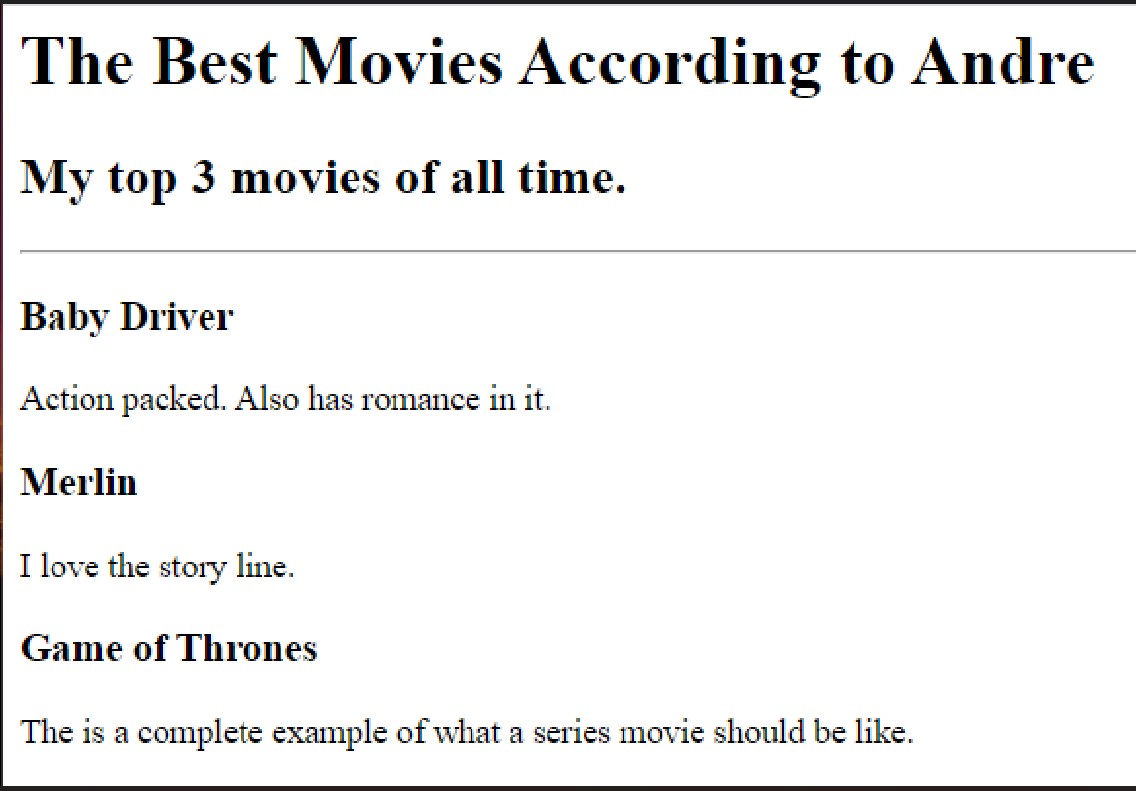 The Best Movies According to Andre
My top 3 movies of all time.
Baby Driver
Action packed. Also has romance in it.
Merlin
I love the story line.
Game of Thrones
The is a complete example of what a series movie should be like.